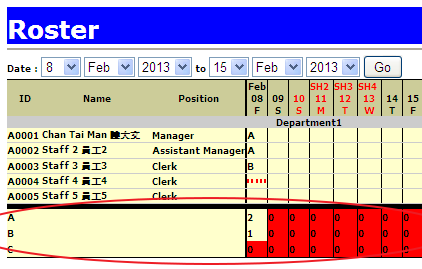 Roster
Date : 8 Feb 2013 to 15 Feb 2013 Go
Feb SH2 SH3 SH4
ID Name Position 08 09 10 11 12 13 14 15
F S S M T W T F
Department1
A0001 Chan Tai Man 陳大文 Manager A
A0002 Staff 2 員工2 Assistant Manager A
A0003 Staff 3 員工3 Clerk B
A0004 Staff 4 員工4 Clerk
A0005 Staff 5 員工5 Clerk
A 2 0 0 0 0 0 0 0
B 1 0 0 0 0 0 0 0
C 0 0 0 0 0 0 0 0